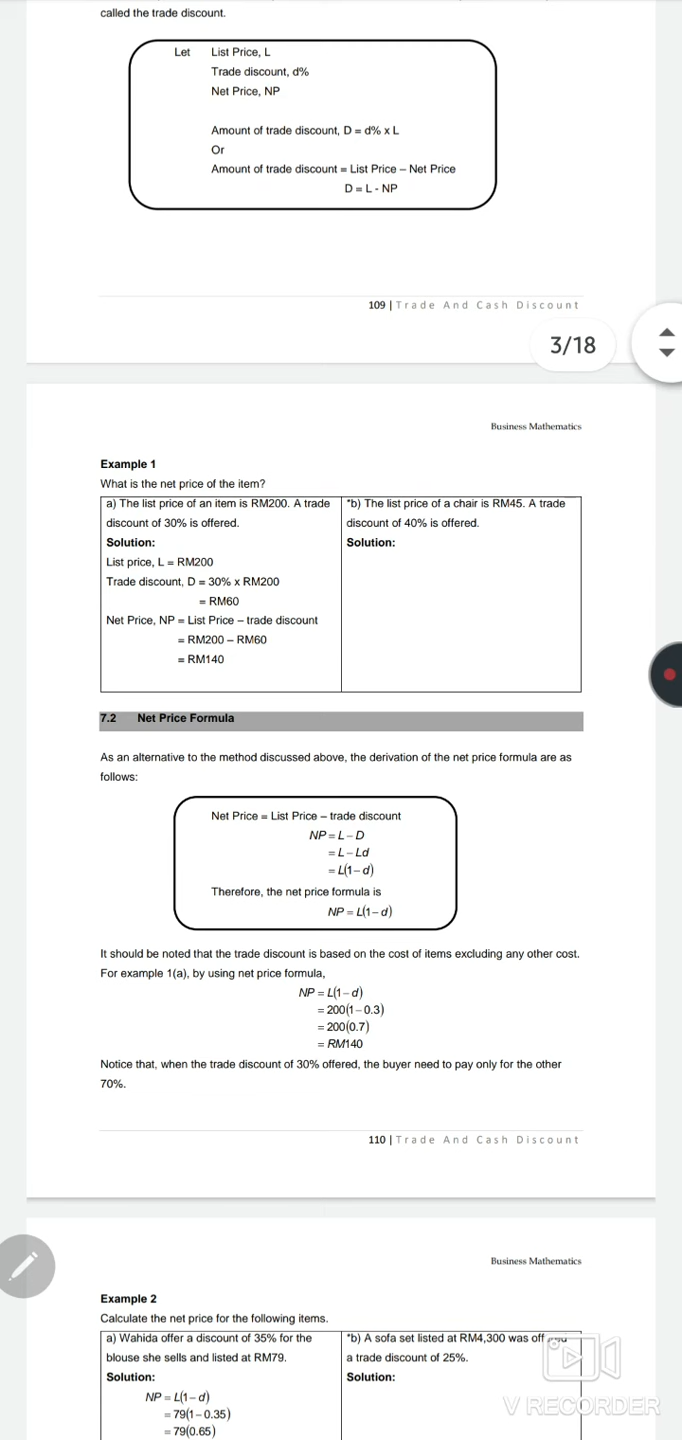 called the trade discount.
Let List Price, L
Trade discount, d%
Net Price, NP
Amount of trade discount, D = d% x L
Or
Amount of trade discount = List Price – Net Price
D = L - NP
109 | Trade And Cash Discount
3/18
Business Mathematics
Example 1
What is the net price of the item?
a) The list price of an item is RM200. A trade
discount of 30% is offered.
Solution:
List price, L = RM200
Trade discount, D = 30% x RM200
= RM60
Net Price, NP = List Price – trade discount
= RM200 – RM60
= RM140
*b) The list price of a chair is RM45. A trade
discount of 40% is offered.
Solution:
7.2 Net Price Formula
As an alternative to the method discussed above, the derivation of the net price formula are as
follows:
Net Price = List Price – trade discount
NP = L – D
= L – Ld
= L(1 – d)
Therefore, the net price formula is
NP = L(1 – d)
It should be noted that the trade discount is based on the cost of items excluding any other cost.
For example 1(a), by using net price formula,
NP = L(1 – d)
= 200(1 – 0.3)
= 200(0.7)
= RM140
Notice that, when the trade discount of 30% offered, the buyer need to pay only for the other
70%.
110 | Trade And Cash Discount
Business Mathematics
Example 2
Calculate the net price for the following items.
a) Wahida offer a discount of 35% for the
blouse she sells and listed at RM79.
Solution:
NP = L(1 – d)
= 79(1 – 0.35)
= 79(0.65)
*b) A sofa set listed at RM4,300 was
a trade discount of 25%.
Solution:
V RECORDER